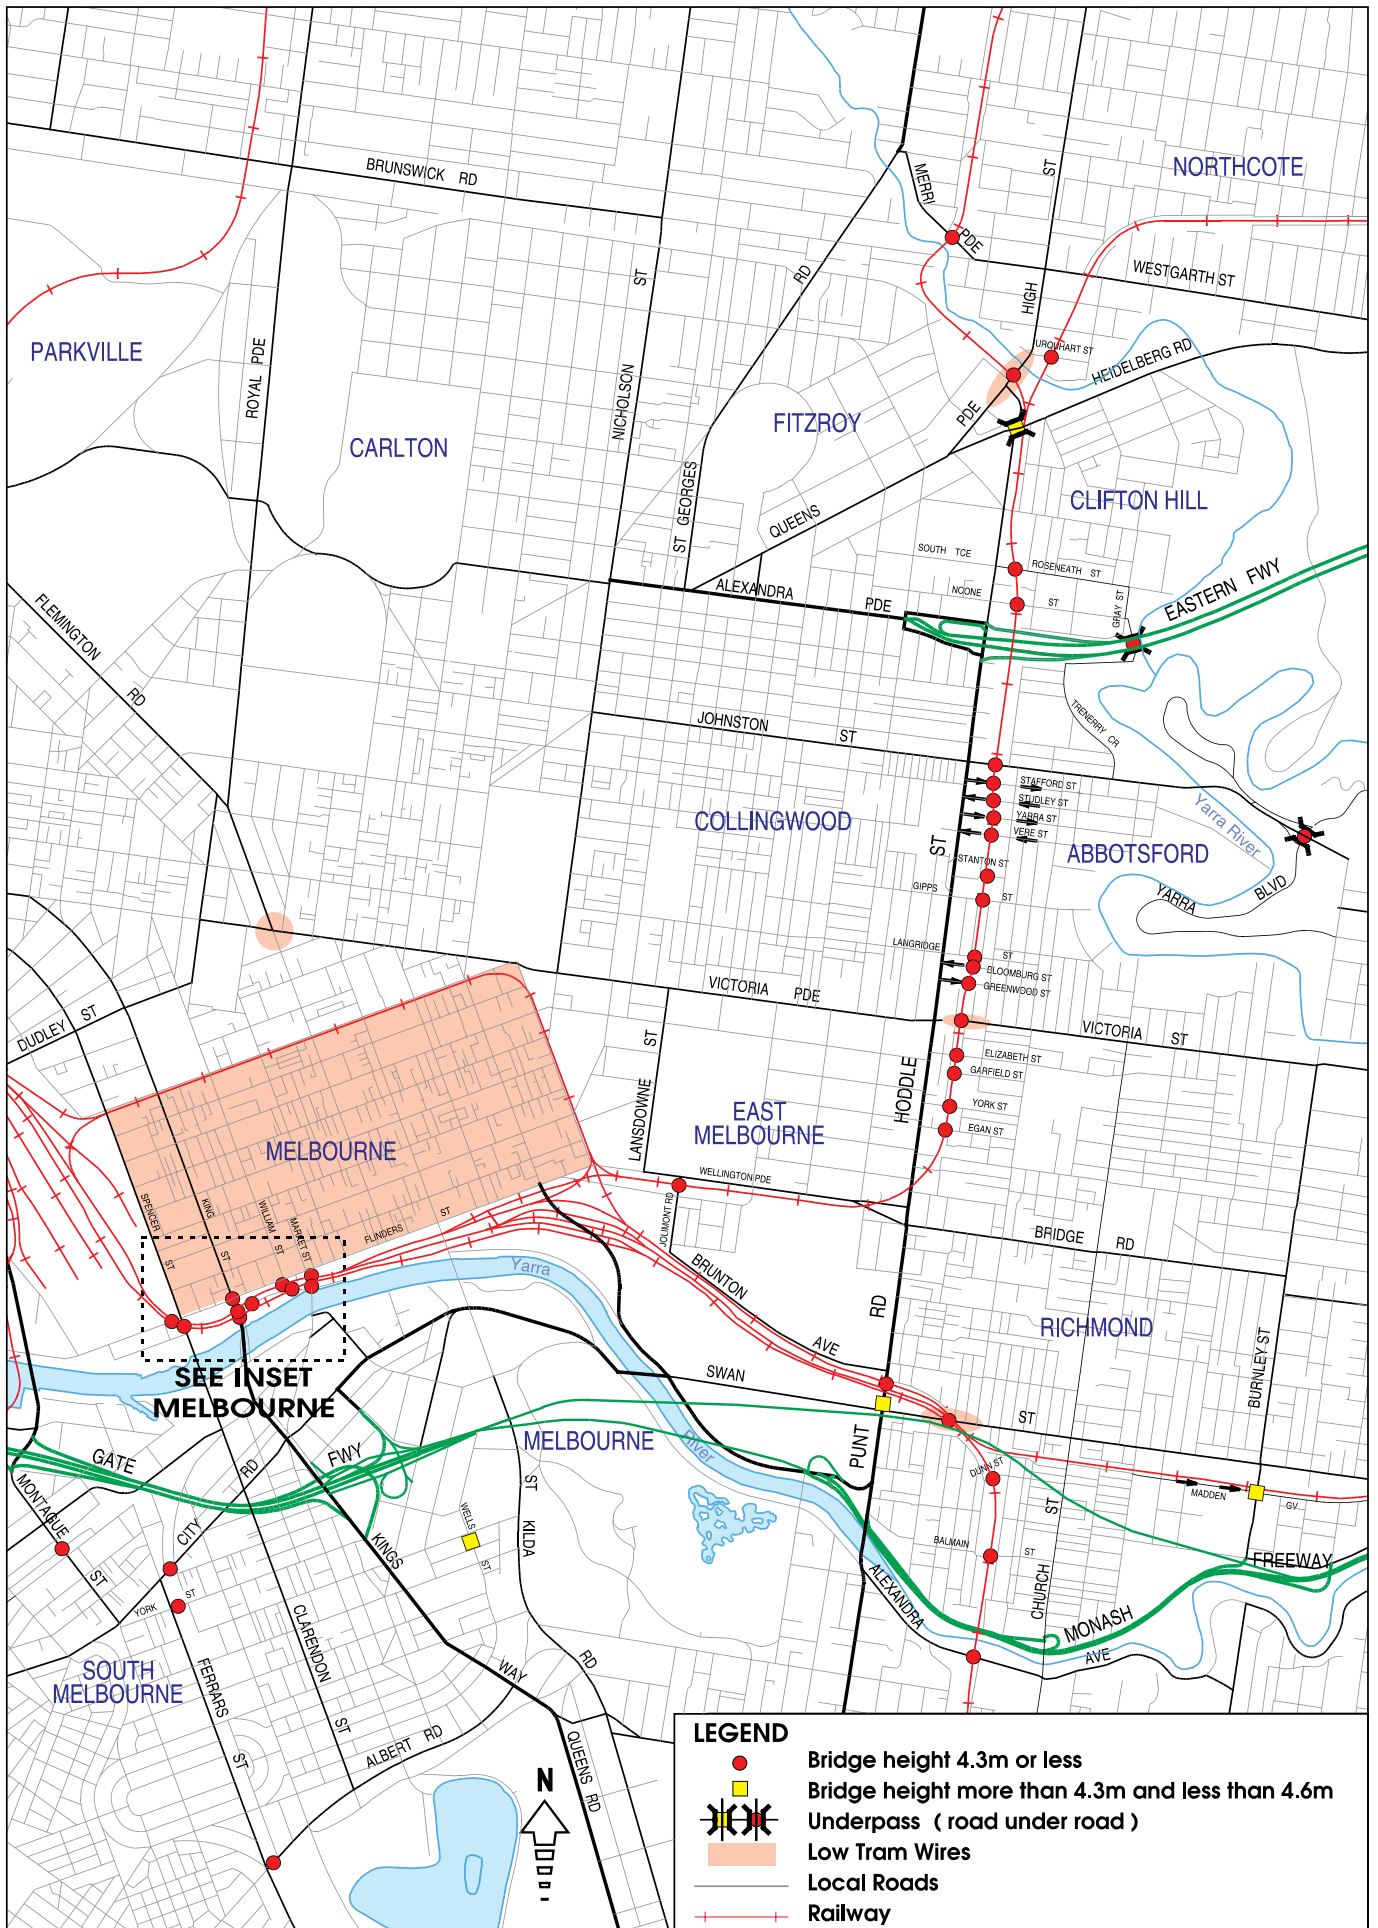 BRUNSWICK RD
MERRI
PDE
ST
NORTHCOTE
WESTGARTH ST
ST
RD
HIGH
PARKVILLE
ROYAL PDE
URQUHART ST
HEIDELBERG RD
NICHOLSON
FITZROY
PDE
CARLTON
CLIFTON HILL
ST GEORGES
QUEENS
SOUTH TCE
ROSENEATH ST
NOONE
ST
GRAY ST
EASTERN FWY
ALEXANDRA
PDE
FLEMINGTON
RD
JOHNSTON
ST
TRENERRY CR
STAFFORD ST
STUDLEY ST
YARRA ST
VERE ST
Yarra River
COLLINGWOOD
ST
ABBOTSFORD
STANTON ST
GIPPS
ST
YARRA
BLVD
LANGRIDGE
ST
BLOOMBURG ST
GREENWOOD ST
VICTORIA PDE
DUDLEY ST
VICTORIA
ST
ST
ELIZABETH ST
GARFIELD ST
HODDLE
LANSDOWNE
YORK ST
EAST
MELBOURNE
EGAN ST
MELBOURNE
WELLINGTON PDE
SPENCER
ST
KING
ST
WILLIAM
ST
MARKET ST
FLINDERS
ST
JOLIMONT RD
BRIDGE RD
Yarra
BRUNTON
AVE
RD
RICHMOND
SEE INSET
MELBOURNE
SWAN
ST
BURNLEY ST
GATE
FWY
RD
MELBOURNE
River
PUNT
DUNN ST
MADDEN
GV
MONTAGUE
ST
CITY
WELLS
ST
ST
KILDA
ST
BALMAIN
ST
KINGS
FREEWAY
ALEXANDRA
CHURCH
MONASH
AVE
YORK
ST
CLARENDON
ST
SOUTH
MELBOURNE
FERRARS
ST
WAY
RD
ALBERT RD
QUEENS RD
N
LEGEND
Bridge height 4.3m or less
Bridge height more than 4.3m and less than 4.6m
Underpass ( road under road )
Low Tram Wires
Local Roads
Railway